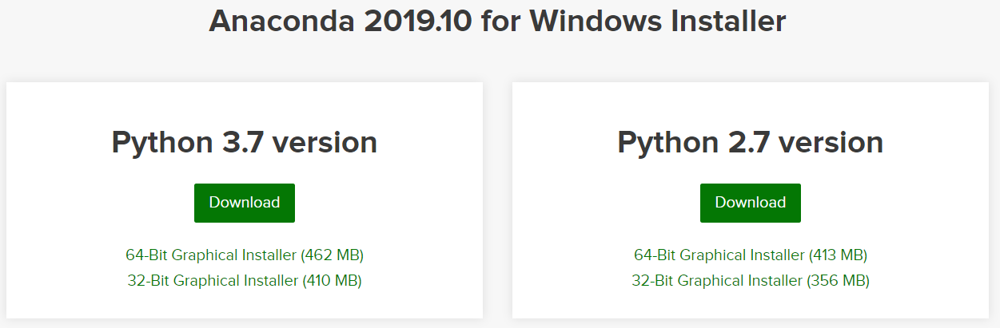 Anaconda 2019.10 for Windows Installer
Python 3.7 version
Download
64-Bit Graphical Installer (462 MB)
32-Bit Graphical Installer (410 MB)
Python 2.7 version
Download
64-Bit Graphical Installer (413 MB)
32-Bit Graphical Installer (356 MB)